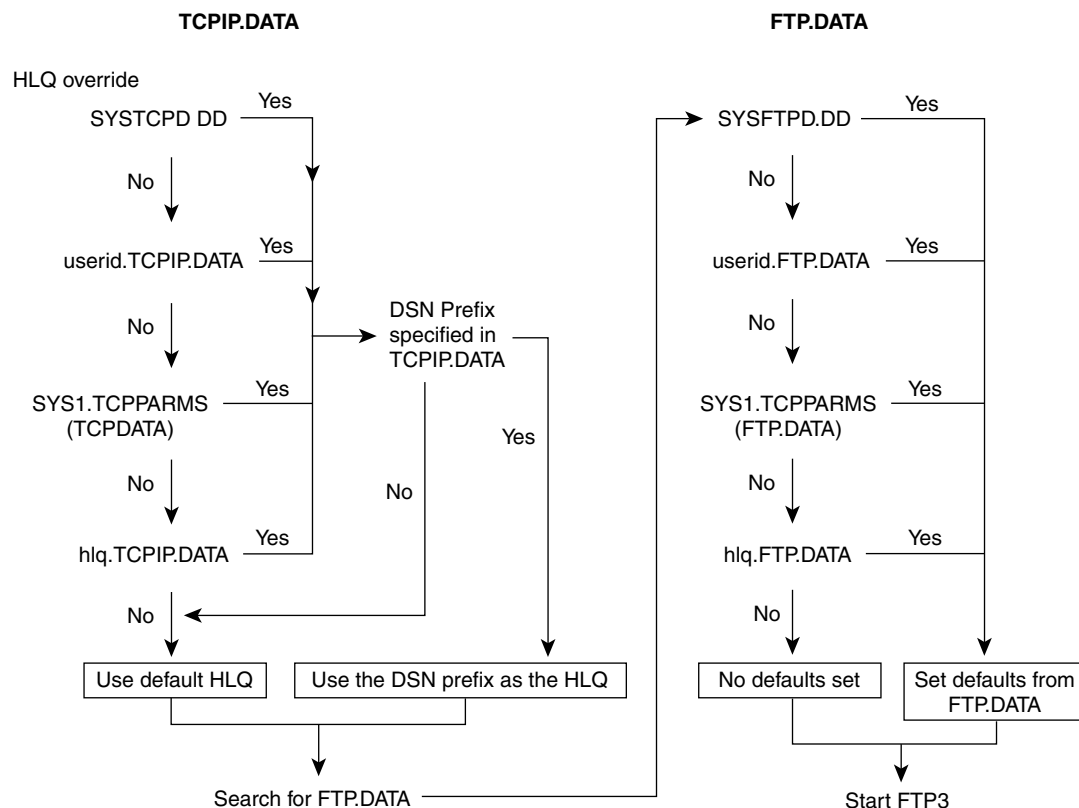 TCPIP.DATA
FTP.DATA
HLQ override
SYSTCPD DD
Yes
No
userid.TCPIP.DATA
Yes
No
DSN Prefix
specified in
TCPIP.DATA
SYS1.TCPPARMS
(TCPDATA)
Yes
Yes
No
No
hlq.TCPIP.DATA
Yes
No
Use default HLQ
Use the DSN prefix as the HLQ
Search for FTP.DATA
SYSFTPD.DD
Yes
No
userid.FTP.DATA
Yes
No
SYS1.TCPPARMS
(FTP.DATA)
Yes
No
hlq.FTP.DATA
Yes
No
No defaults set
Set defaults from
FTP.DATA
Start FTP3